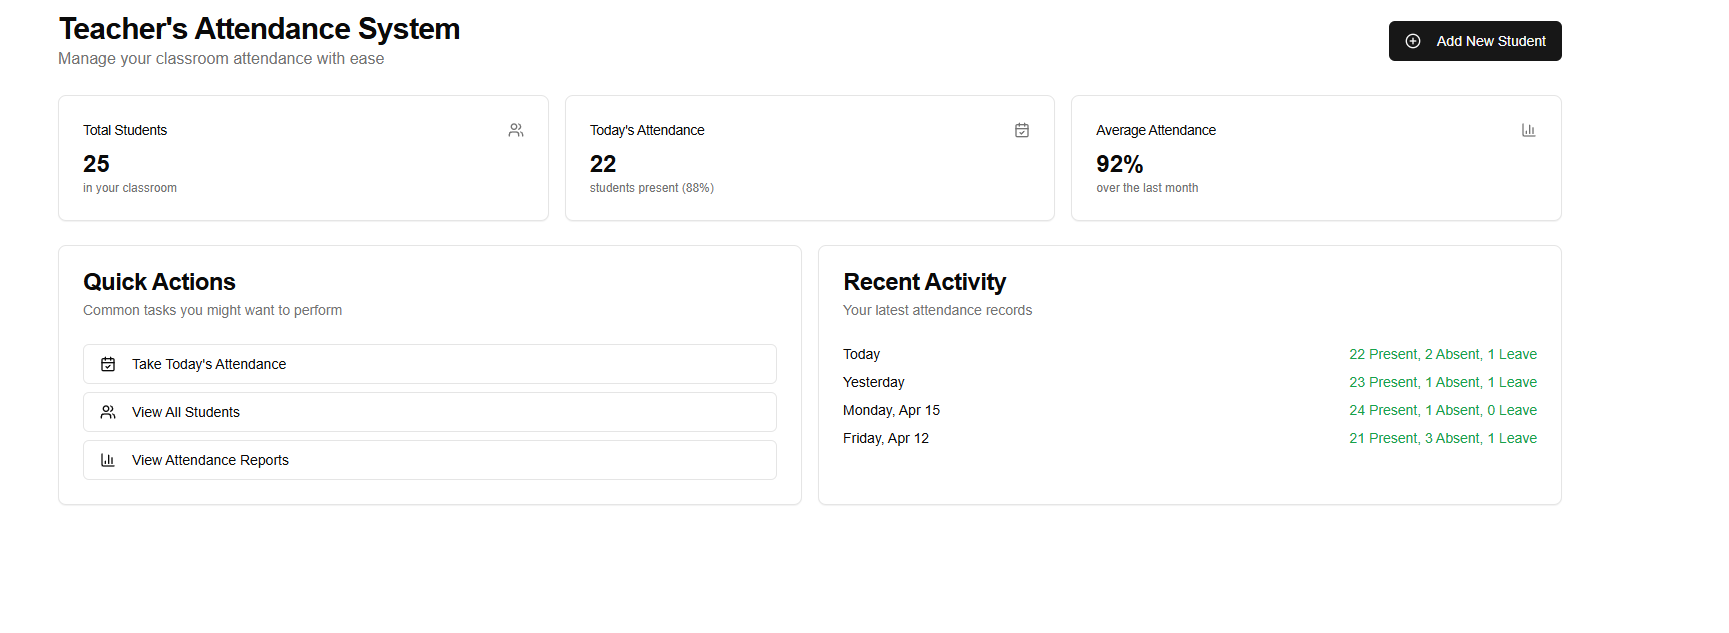 Teacher's Attendance System
Manage your classroom attendance with ease
Add New Student
Total Students
25
in your classroom
Today's Attendance
22
students present (88%)
Average Attendance
92%
over the last month
Quick Actions
Common tasks you might want to perform
Take Today's Attendance
View All Students
View Attendance Reports
Recent Activity
Your latest attendance records
Today 22 Present, 2 Absent, 1 Leave
Yesterday 23 Present, 1 Absent, 1 Leave
Monday, Apr 15 24 Present, 1 Absent, 0 Leave
Friday, Apr 12 21 Present, 3 Absent, 1 Leave